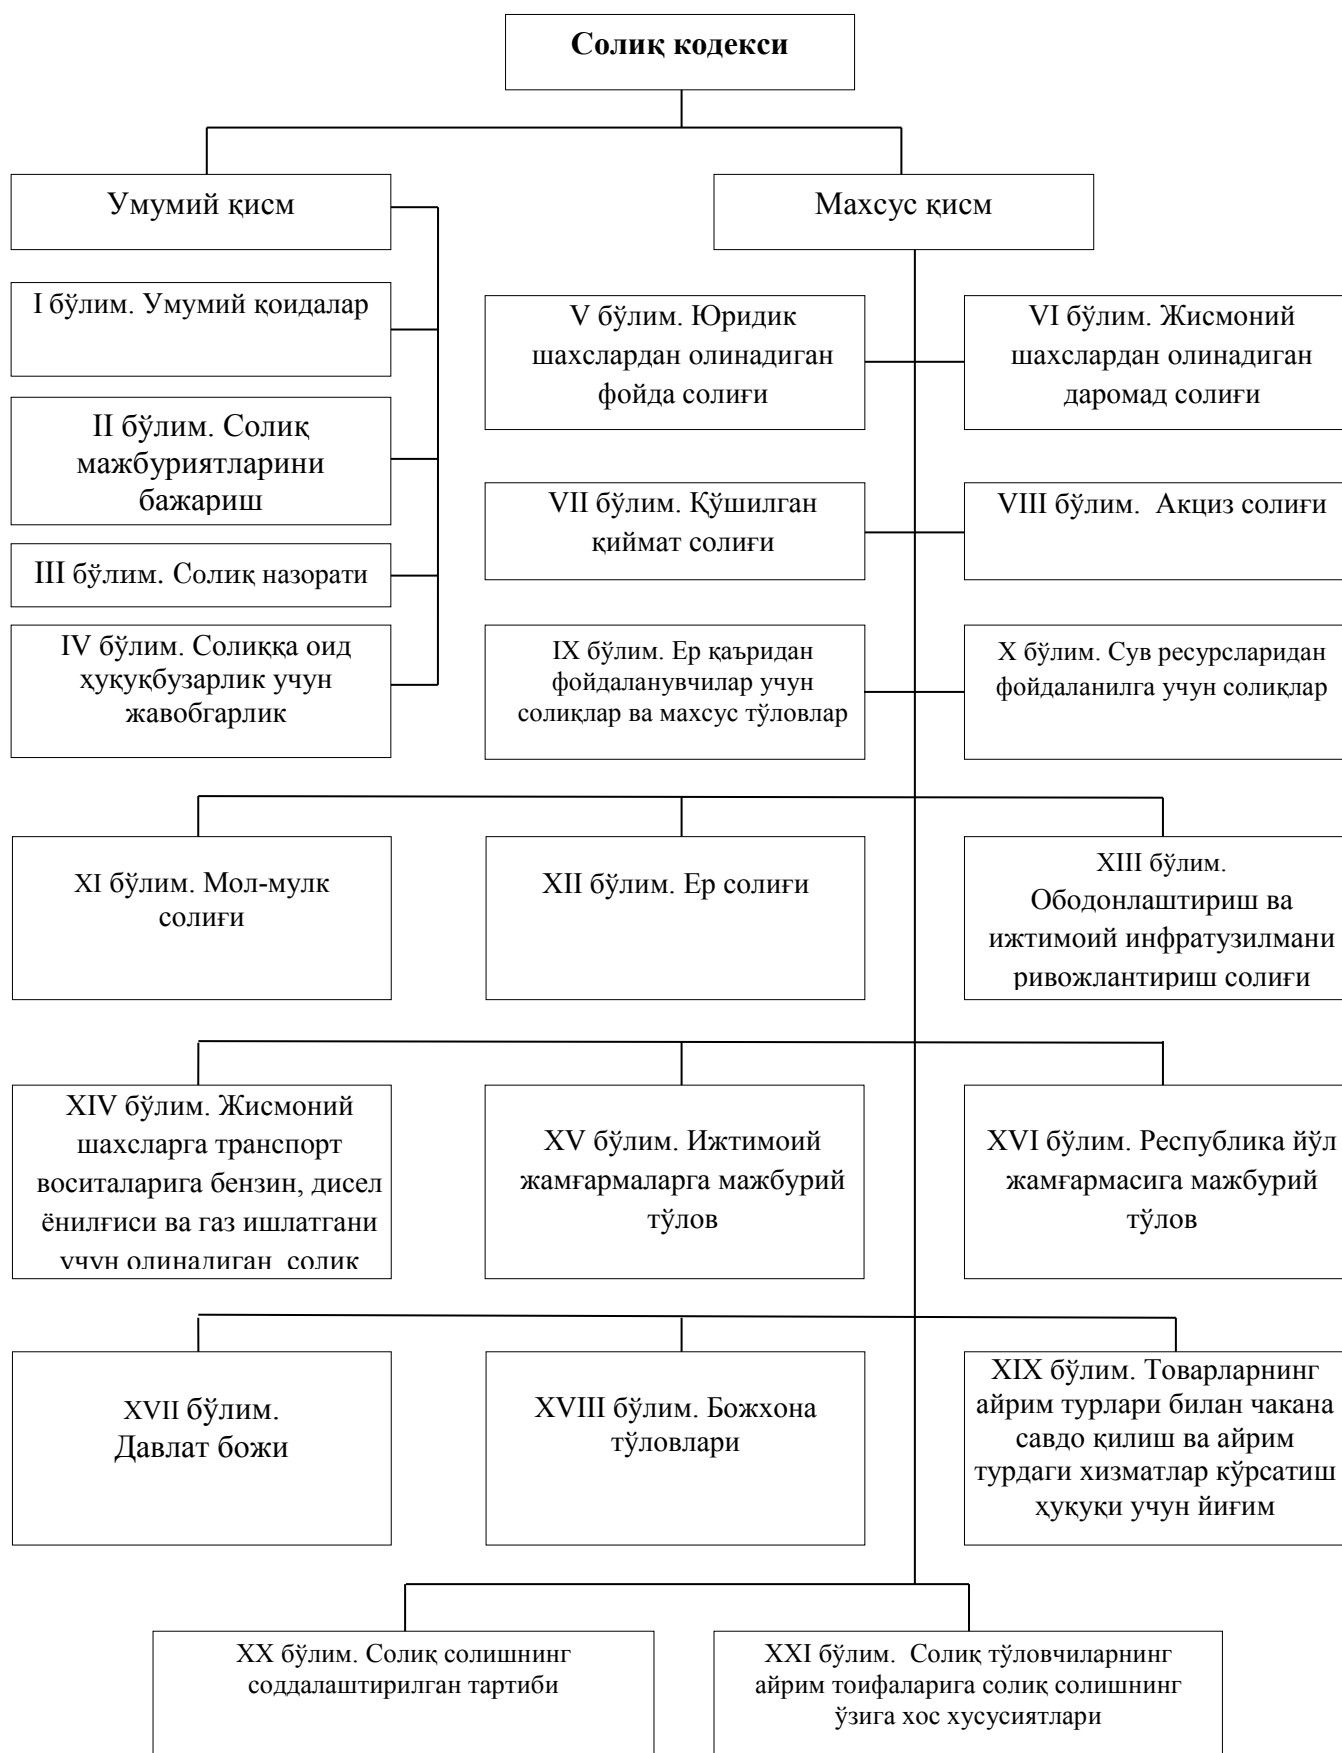 Солиқ кодекси
Умумий қисм
Махсус қисм
I бўлим. Умумий қоидалар
II бўлим. Солиқ
мажбуриятларини
бажариш
III бўлим. Солиқ назорати
IV бўлим. Солиққа оид
ҳуқуқбузарлик учун
жавобгарлик
V бўлим. Юридик
шахслардан олинадиган
фойда солиғи
VI бўлим. Жисмоний
шахслардан олинадиган
даромад солиғи
VII бўлим. Қўшилган
қиймат солиғи
VIII бўлим.  Акциз солиғи
IX бўлим. Ер қаъридан
фойдаланувчилар учун
солиқлар ва махсус тўловлар
X бўлим. Сув ресурсларидан
фойдаланилга учун солиқлар
XI бўлим. Мол-мулк
солиғи
XII бўлим. Ер солиғи
XIII бўлим.
Ободонлаштириш ва
ижтимоий инфратузилмани
ривожлантириш солиғи
XIV бўлим. Жисмоний
шахсларга транспорт
воситаларига бензин, дисел
ёнилғиси ва газ ишлатгани
учун олинадиган  солиқ
XV бўлим. Ижтимоий
жамғармаларга мажбурий
тўлов
XVI бўлим. Республика йўл
жамғармасига мажбурий
тўлов
XVII бўлим.
Давлат божи
XVIII бўлим. Божхона
тўловлари
XIX бўлим. Товарларнинг
айрим турлари билан чакана
савдо қилиш ва айрим
турдаги хизматлар кўрсатиш
ҳуқуқи учун йиғим
XX бўлим. Солиқ солишнинг
соддалаштирилган тартиби
XXI бўлим.  Солиқ тўловчиларнинг
айрим тоифаларига солиқ солишнинг
ўзига хос хусусиятлари